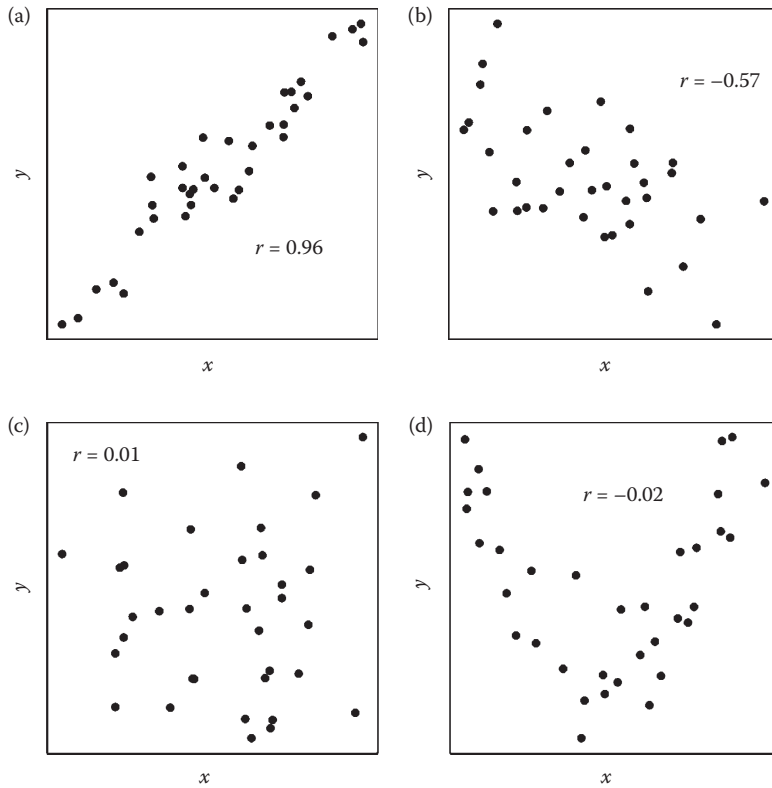 (a)
y
r = 0.96
x
(b)
y
r = −0.57
x
(c)
y
r = 0.01
x
(d)
y
r = −0.02
x